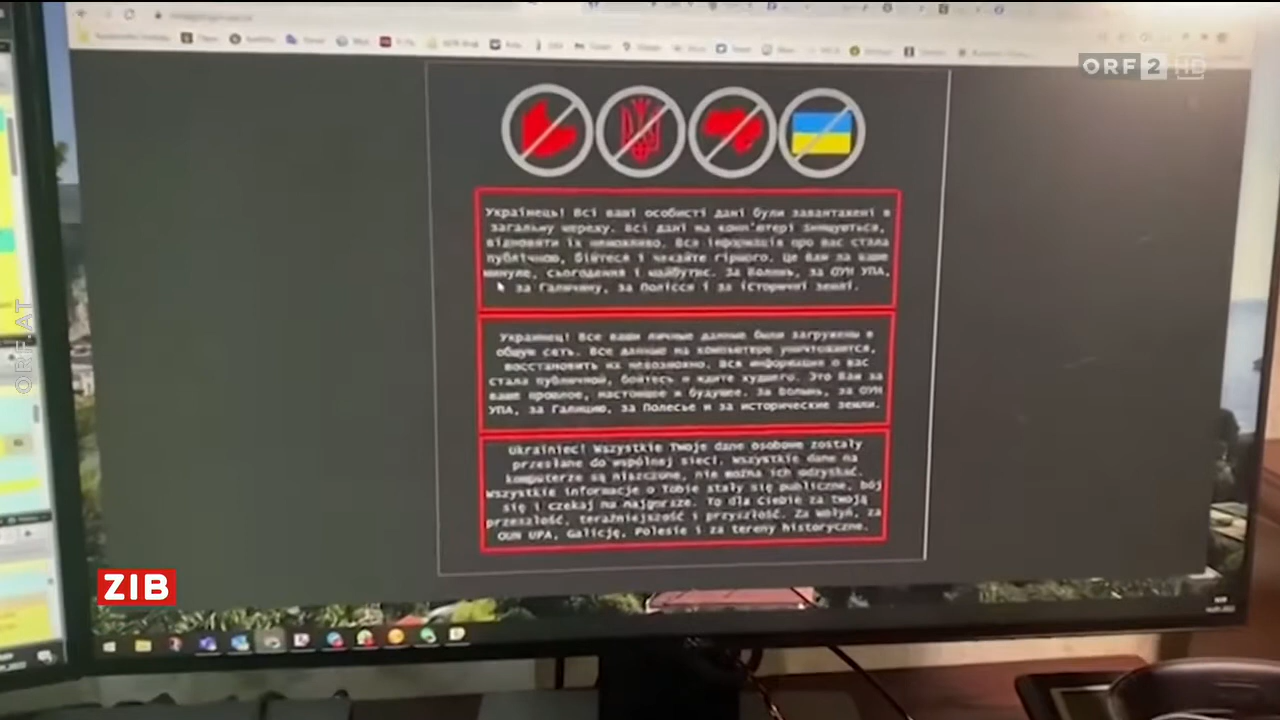 ORF 2 HD
Українець! Всі ваші особисті дані були завантажені в
загальну мережу. Всі дані на комп'ютері знищуються,
відновити їх неможливо. Вся інформація про вас стала
публічною, бійтеся і чекайте гіршого. Це Вам за ваше
минуле, сьогодення і майбутнє. За Волинь, за ОУН УПА,
за Галичину, за Полісся і за історичні землі.
Украинец! Все ваши личные данные были загружены в
общую сеть. Все данные на компьютере уничтожаются,
восстановить их невозможно. Вся информация о вас
стала публичной, бойтесь и ждите худшего. Это Вам за
ваше прошлое, настоящее и будущее. За Волынь, за ОУН
УПА, за Галицию, за Полесье и за исторические земли.
Ukrainiec! Wszystkie Twoje dane osobowe zostały
przesłane do wspólnej sieci. Wszystkie dane na
komputerze są niszczone, nie można ich odzyskać.
Wszystkie informacje o Tobie stały się publiczne, bój
się i czekaj na najgorsze. To dla Ciebie za twoją
przeszłość, teraźniejszość i przyszłość. Za Wołyń, za
OUN UPA, Galicję, Polesie i za tereny historyczne.
ORF.AT
ZIB